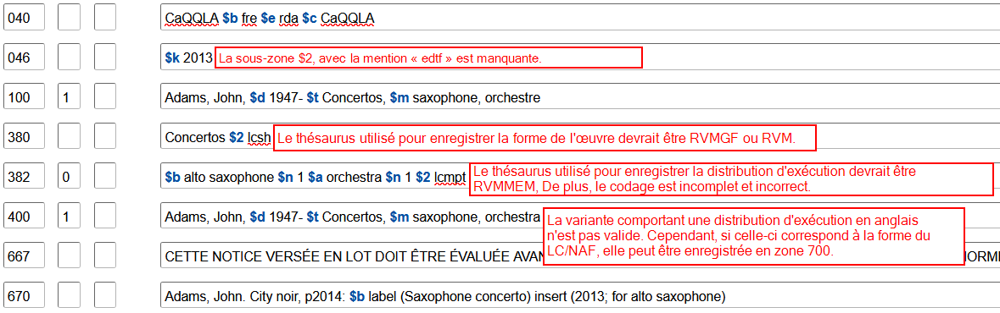 040 CaQQLA $b fre $e rda $c CaQQLA
046 $k 2013 La sous-zone $2, avec la mention « edtf » est manquante.
100 1 Adams, John, $d 1947- $t Concertos, $m saxophone, orchestre
380 Concertos $2 lcsh Le thésaurus utilisé pour enregistrer la forme de l'œuvre devrait être RVMGF ou RVM.
382 0 $b alto saxophone $n 1 $a orchestra $n 1 $2 lcmpt Le thésaurus utilisé pour enregistrer la distribution d'exécution devrait être
RVMMEM, De plus, le codage est incomplet et incorrect.
400 1 Adams, John, $d 1947- $t Concertos, $m saxophone, orchestra La variante comportant une distribution d'exécution en anglais
n'est pas valide. Cependant, si celle-ci correspond à la forme du
LC/NAF, elle peut être enregistrée en zone 700.
667 CETTE NOTICE VERSÉE EN LOT DOIT ÊTRE ÉVALUÉE
670 Adams, John. City noir, p2014: $b label (Saxophone concerto) insert (2013; for alto saxophone)